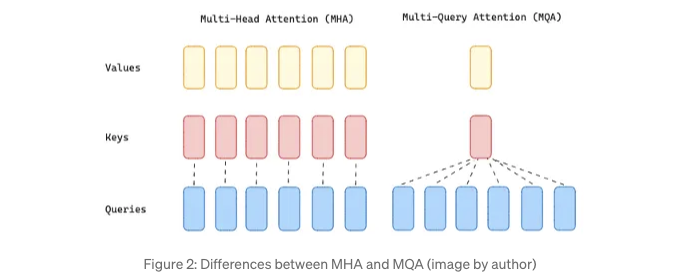 Multi-Head Attention (MHA)
Multi-Query Attention (MQA)
Values
Keys
Queries
Figure 2: Differences between MHA and MQA (image by author)